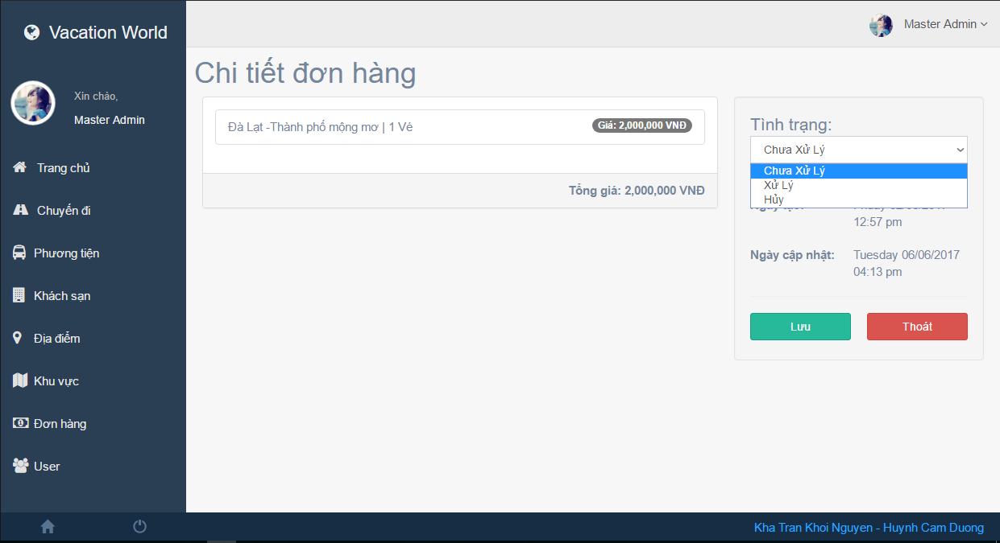 Vacation World
Master Admin
Xin chào,
Master Admin
Trang chủ
Chuyến đi
Phương tiện
Khách sạn
Địa điểm
Khu vực
Đơn hàng
User
Chi tiết đơn hàng
Đà Lạt -Thành phố mộng mơ | 1 Vé
Giá: 2,000,000 VNĐ
Tổng giá: 2,000,000 VNĐ
Tình trạng:
Chưa Xử Lý
Chưa Xử Lý
Xử Lý
Hủy
12:57 pm
Ngày cập nhật: Tuesday 06/06/2017
04:13 pm
Lưu
Thoát
Kha Tran Khoi Nguyen - Huynh Cam Duong